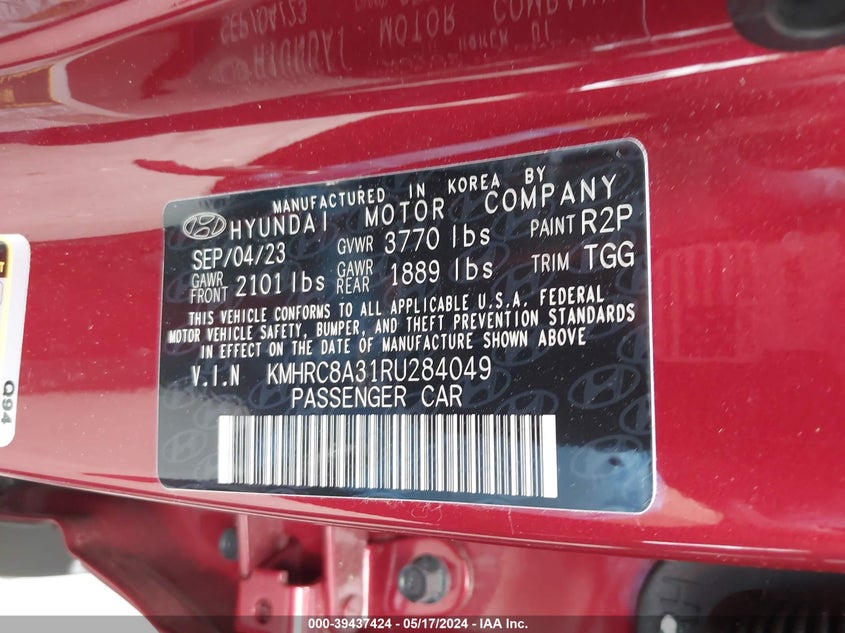 MANUFACTURED IN KOREA BY
HYUNDAI MOTOR COMPANY
SEP/04/23 GVWR 3770 lbs PAINT R2P
GAWR FRONT 2101 lbs GAWR REAR 1889 lbs TRIM TGG
THIS VEHICLE CONFORMS TO ALL APPLICABLE U.S.A. FEDERAL
MOTOR VEHICLE SAFETY, BUMPER, AND THEFT PREVENTION STANDARDS
IN EFFECT ON THE DATE OF MANUFACTURE SHOWN ABOVE
V.I.N KMHRC8A31RU284049
PASSENGER CAR
Q94
000-39437424 - 05/17/2024 - IAA Inc.